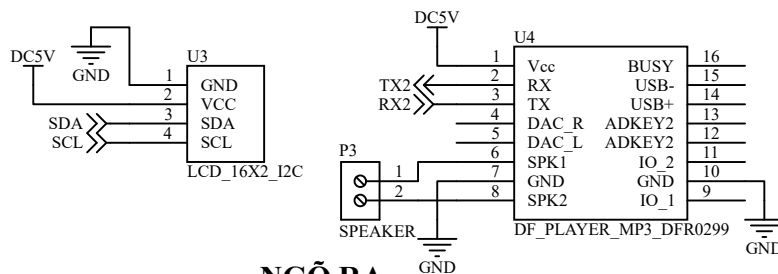 DC5V
GND
U3
1 GND
2 VCC
SDA 3 SDA
SCL 4 SCL
LCD_16X2_I2C
DC5V
U4
1 Vcc BUSY 16
TX2 2 RX USB- 15
RX2 3 TX USB+ 14
4 DAC_R ADKEY2 13
5 DAC_L ADKEY2 12
6 SPK1 IO_2 11
7 GND GND 10
8 SPK2 IO_1 9
DF_PLAYER_MP3_DFR0299
P3
1
2
SPEAKER
GND
GND
NGÕ RA